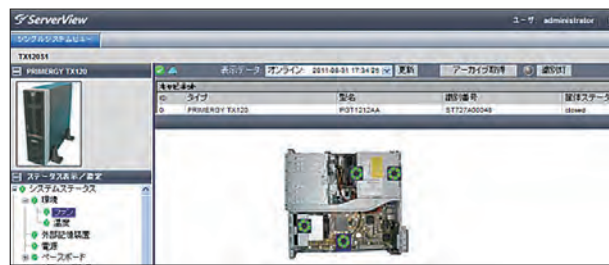 ServerView
ユーザ administrator
シングルシステムビュー
TX120S1
PRIMERGY TX120
表示データ オンライン 2011-08-31 17:34:25 更新 アーカイブ取得 識別灯
キャビネット
ID タイプ 型名 識別番号 筐体ステータ
0 PRIMERGY TX120 PGT1212AA ST727A00048 closed
ステータス表示/設定
システムステータス
環境
ファン
温度
外部記憶装置
電源
ベースボード